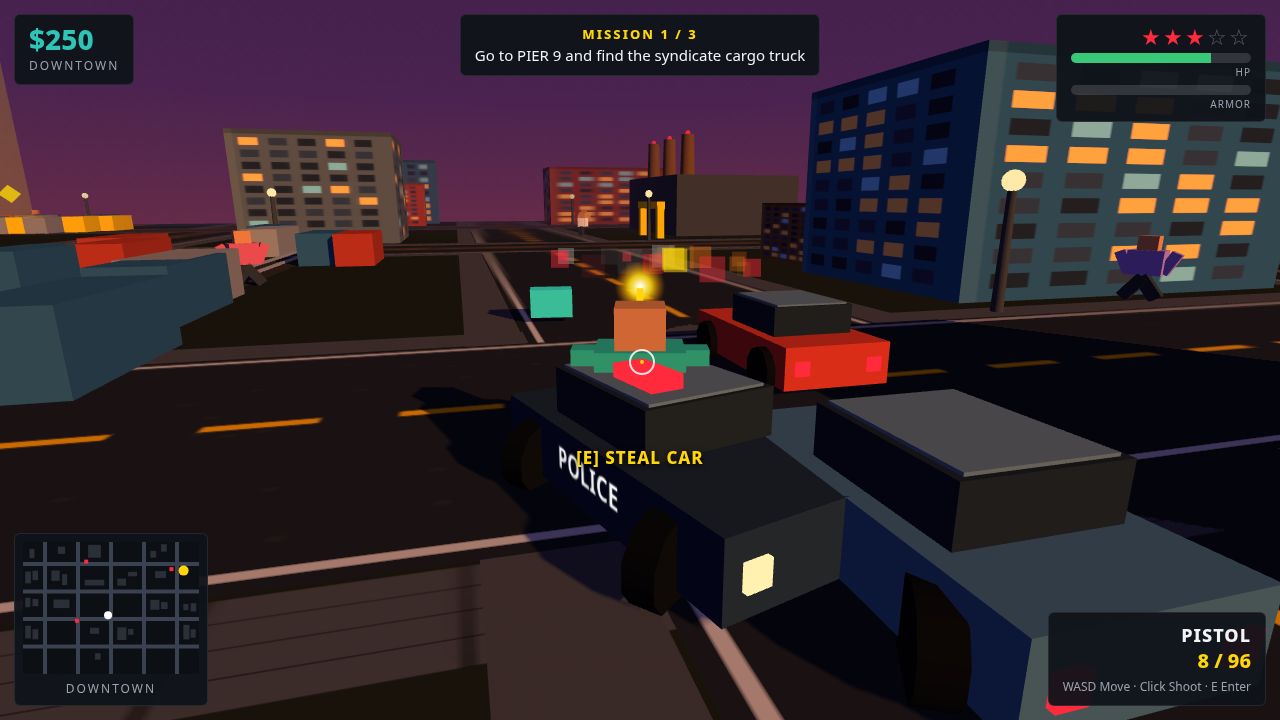 $250
DOWNTOWN
MISSION 1 / 3
Go to PIER 9 and find the syndicate cargo truck
HP
ARMOR
[E] STEAL CAR
POLICE
DOWNTOWN
PISTOL
8 / 96
WASD Move · Click Shoot · E Enter